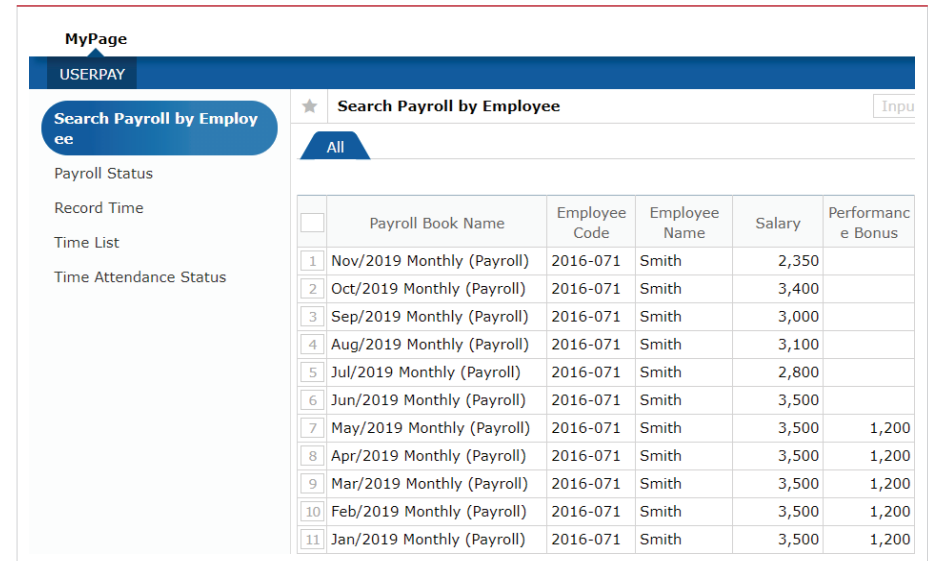 MyPage
USERPAY
Search Payroll by Employ
ee
Payroll Status
Record Time
Time List
Time Attendance Status
Search Payroll by Employee
Inpu
All
Payroll Book Name Employee Code Employee Name Salary Performanc e Bonus
1 Nov/2019 Monthly (Payroll) 2016-071 Smith 2,350
2 Oct/2019 Monthly (Payroll) 2016-071 Smith 3,400
3 Sep/2019 Monthly (Payroll) 2016-071 Smith 3,000
4 Aug/2019 Monthly (Payroll) 2016-071 Smith 3,100
5 Jul/2019 Monthly (Payroll) 2016-071 Smith 2,800
6 Jun/2019 Monthly (Payroll) 2016-071 Smith 3,500
7 May/2019 Monthly (Payroll) 2016-071 Smith 3,500 1,200
8 Apr/2019 Monthly (Payroll) 2016-071 Smith 3,500 1,200
9 Mar/2019 Monthly (Payroll) 2016-071 Smith 3,500 1,200
10 Feb/2019 Monthly (Payroll) 2016-071 Smith 3,500 1,200
11 Jan/2019 Monthly (Payroll) 2016-071 Smith 3,500 1,200